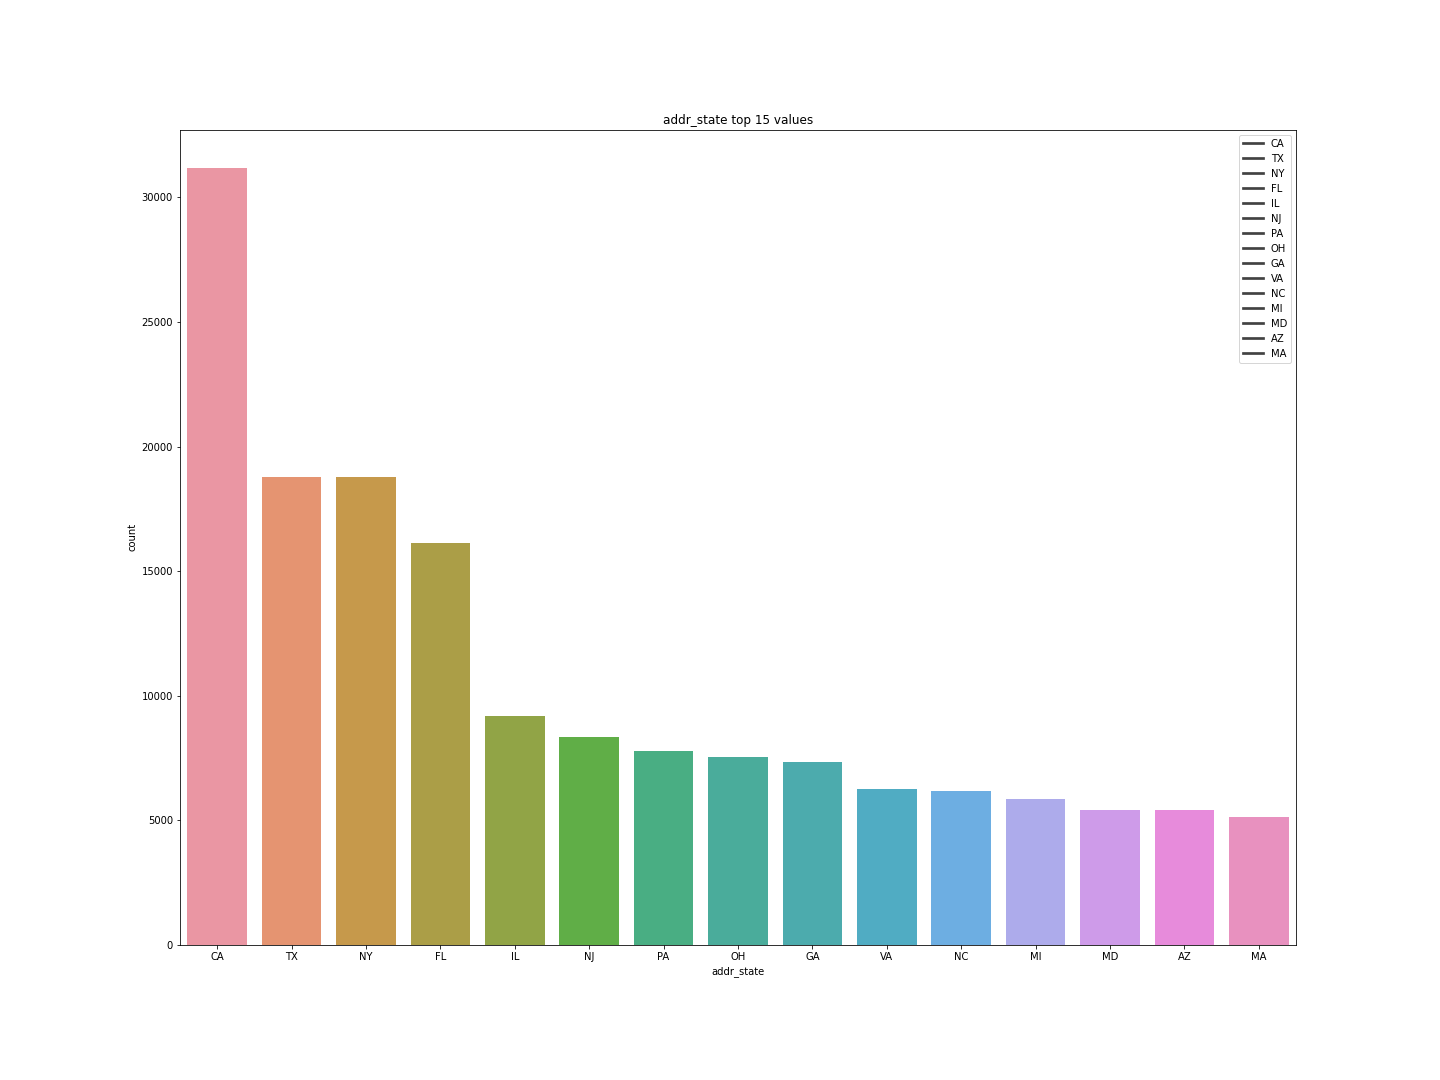 addr_state top 15 values
CA
TX
NY
FL
IL
NJ
PA
OH
GA
VA
NC
MI
MD
AZ
MA
30000
25000
20000
15000
10000
5000
0
count
CA TX NY FL IL NJ PA OH GA VA NC MI MD AZ MA
addr_state